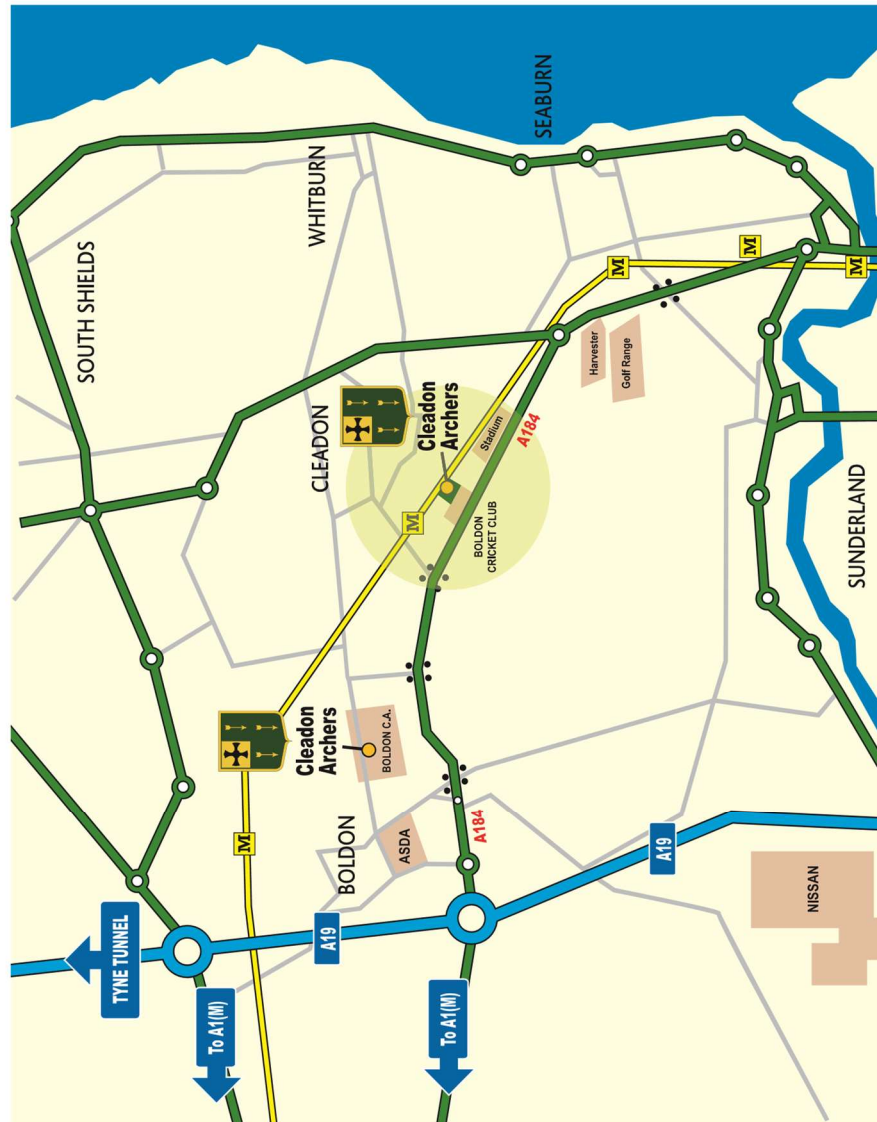 TYNE TUNNEL
To A1(M)
To A1(M)
A19
A19
SOUTH SHIELDS
WHITBURN
SEABURN
CLEADON
Cleadon
Archers
Cleadon
Archers
BOLDON C.A.
BOLDON
ASDA
A184
A184
Stadium
BOLDON
CRICKET CLUB
Harvester
Golf Range
SUNDERLAND
NISSAN
M
M
M
M
M